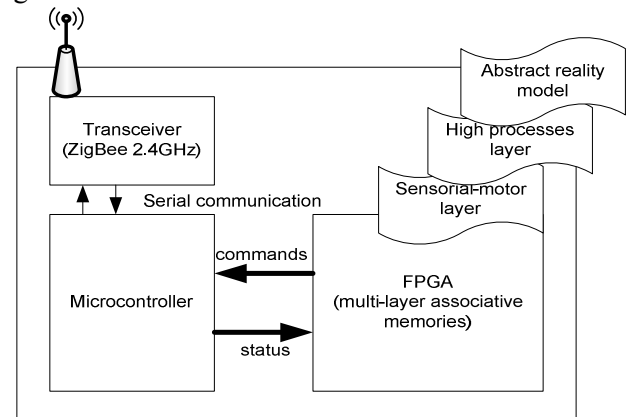 Abstract reality
model
Transceiver
(ZigBee 2.4GHz)
High processes
layer
Sensorial-motor
layer
Serial communication
commands
Microcontroller
FPGA
(multi-layer associative
memories)
status